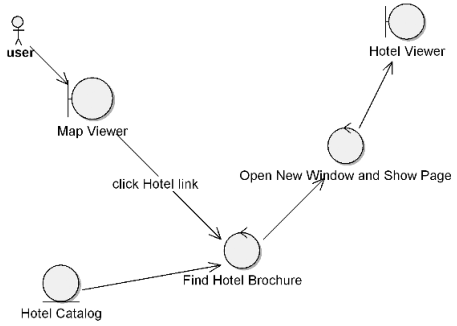 Hotel Viewer
user
Map Viewer
Open New Window and Show Page
click Hotel link
Find Hotel Brochure
Hotel Catalog